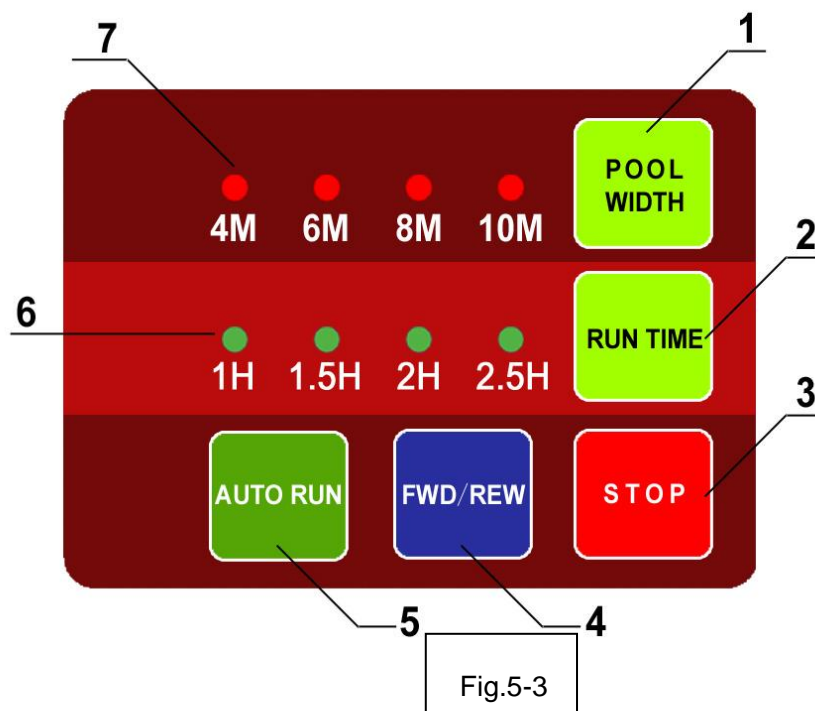 7
1
POOL
WIDTH
4M 6M 8M 10M
2
6
RUN TIME
1H 1.5H 2H 2.5H
3
AUTO RUN
FWD/REW
STOP
5
4
Fig.5-3